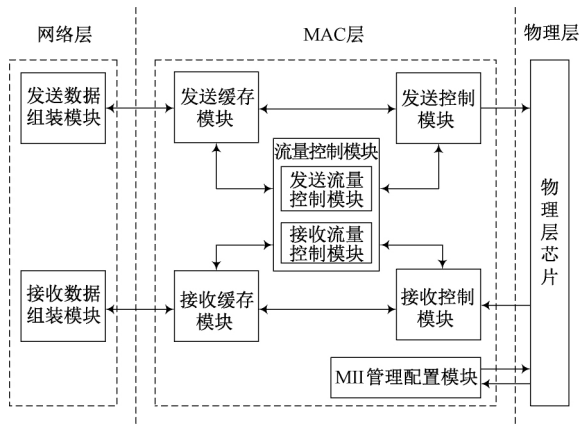 网络层
MAC层
物理层
发送数据
组装模块
发送缓存
模块
发送控制
模块
流量控制模块
发送流量
控制模块
接收流量
控制模块
物理层芯片
接收数据
组装模块
接收缓存
模块
接收控制
模块
MII管理配置模块